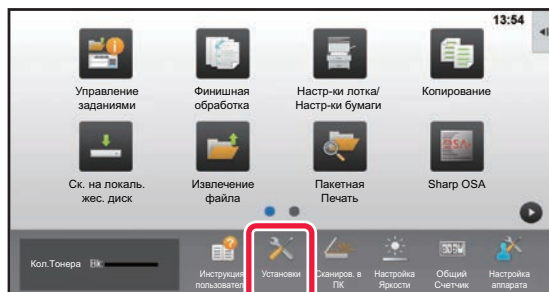 13:54
Управление
заданиями
Финишная
обработка
Настр-ки лотка/
Настр-ки бумаги
Копирование
Ск. на локаль.
жес. диск
Извлечение
файла
Пакетная
Печать
Sharp OSA
Кол.Тонера Bk
Инструкция
пользователя
Установки
Сканиров. в
ПК
Настройка
Яркости
Общий
Счетчик
Настройка
аппарата